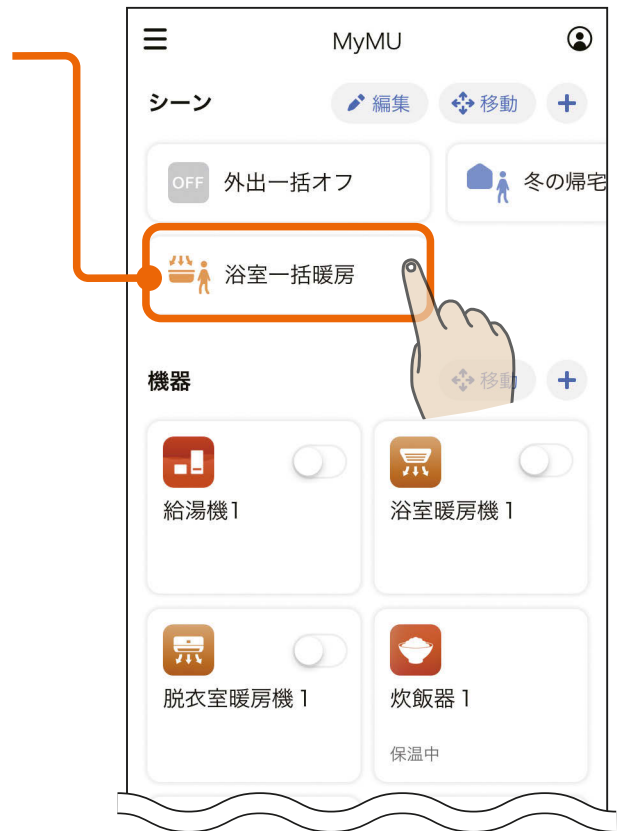 MyMU
シーン
編集
移動
OFF 外出一括オフ
冬の帰宅
浴室一括暖房
機器
移動
給湯機1
浴室暖房機 1
脱衣室暖房機 1
炊飯器 1
保温中